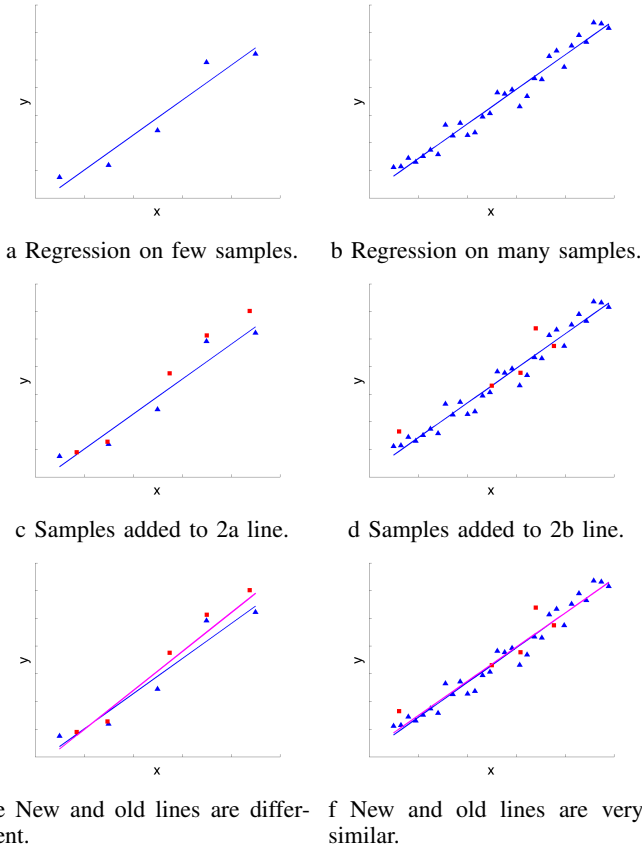 y
x
y
x
a Regression on few samples.
b Regression on many samples.
y
x
y
x
c Samples added to 2a line.
d Samples added to 2b line.
y
x
y
x
e New and old lines are differ-
ent.
f New and old lines are very
similar.